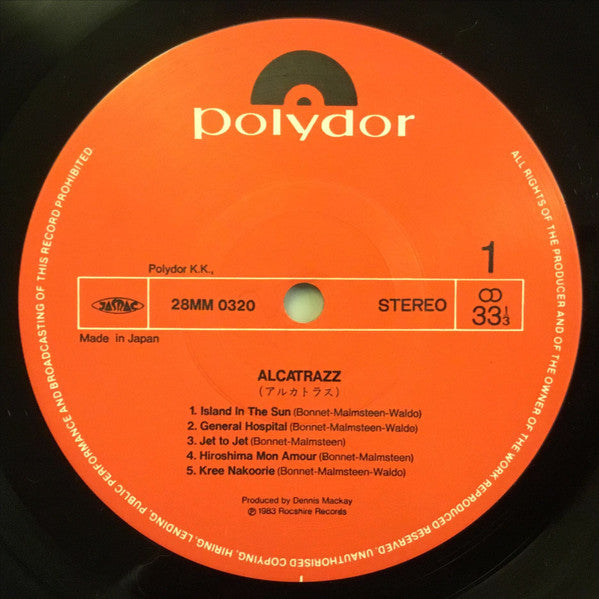 polydor
1
Polydor K.K.,
JASRAC
28MM 0320
STEREO
33 1/3
Made in Japan
ALCATRAZZ
(アルカトラス)
1. Island In The Sun (Bonnet-Malmsteen-Waldo)
2. General Hospital (Bonnet-Malmsteen-Waldo)
3. Jet to Jet (Bonnet-Malmsteen)
4. Hiroshima Mon Amour (Bonnet-Malmsteen)
5. Kree Nakoorie (Bonnet-Malmsteen-Waldo)
Produced by Dennis Mackay
℗ 1983 Rocshire Records
ALL RIGHTS OF THE PRODUCER AND OF THE OWNER OF THE WORK REPRODUCED RESERVED. UNAUTHORISED COPYING, HIRING, LENDING, PUBLIC PERFORMANCE AND BROADCASTING OF THIS RECORD PROHIBITED